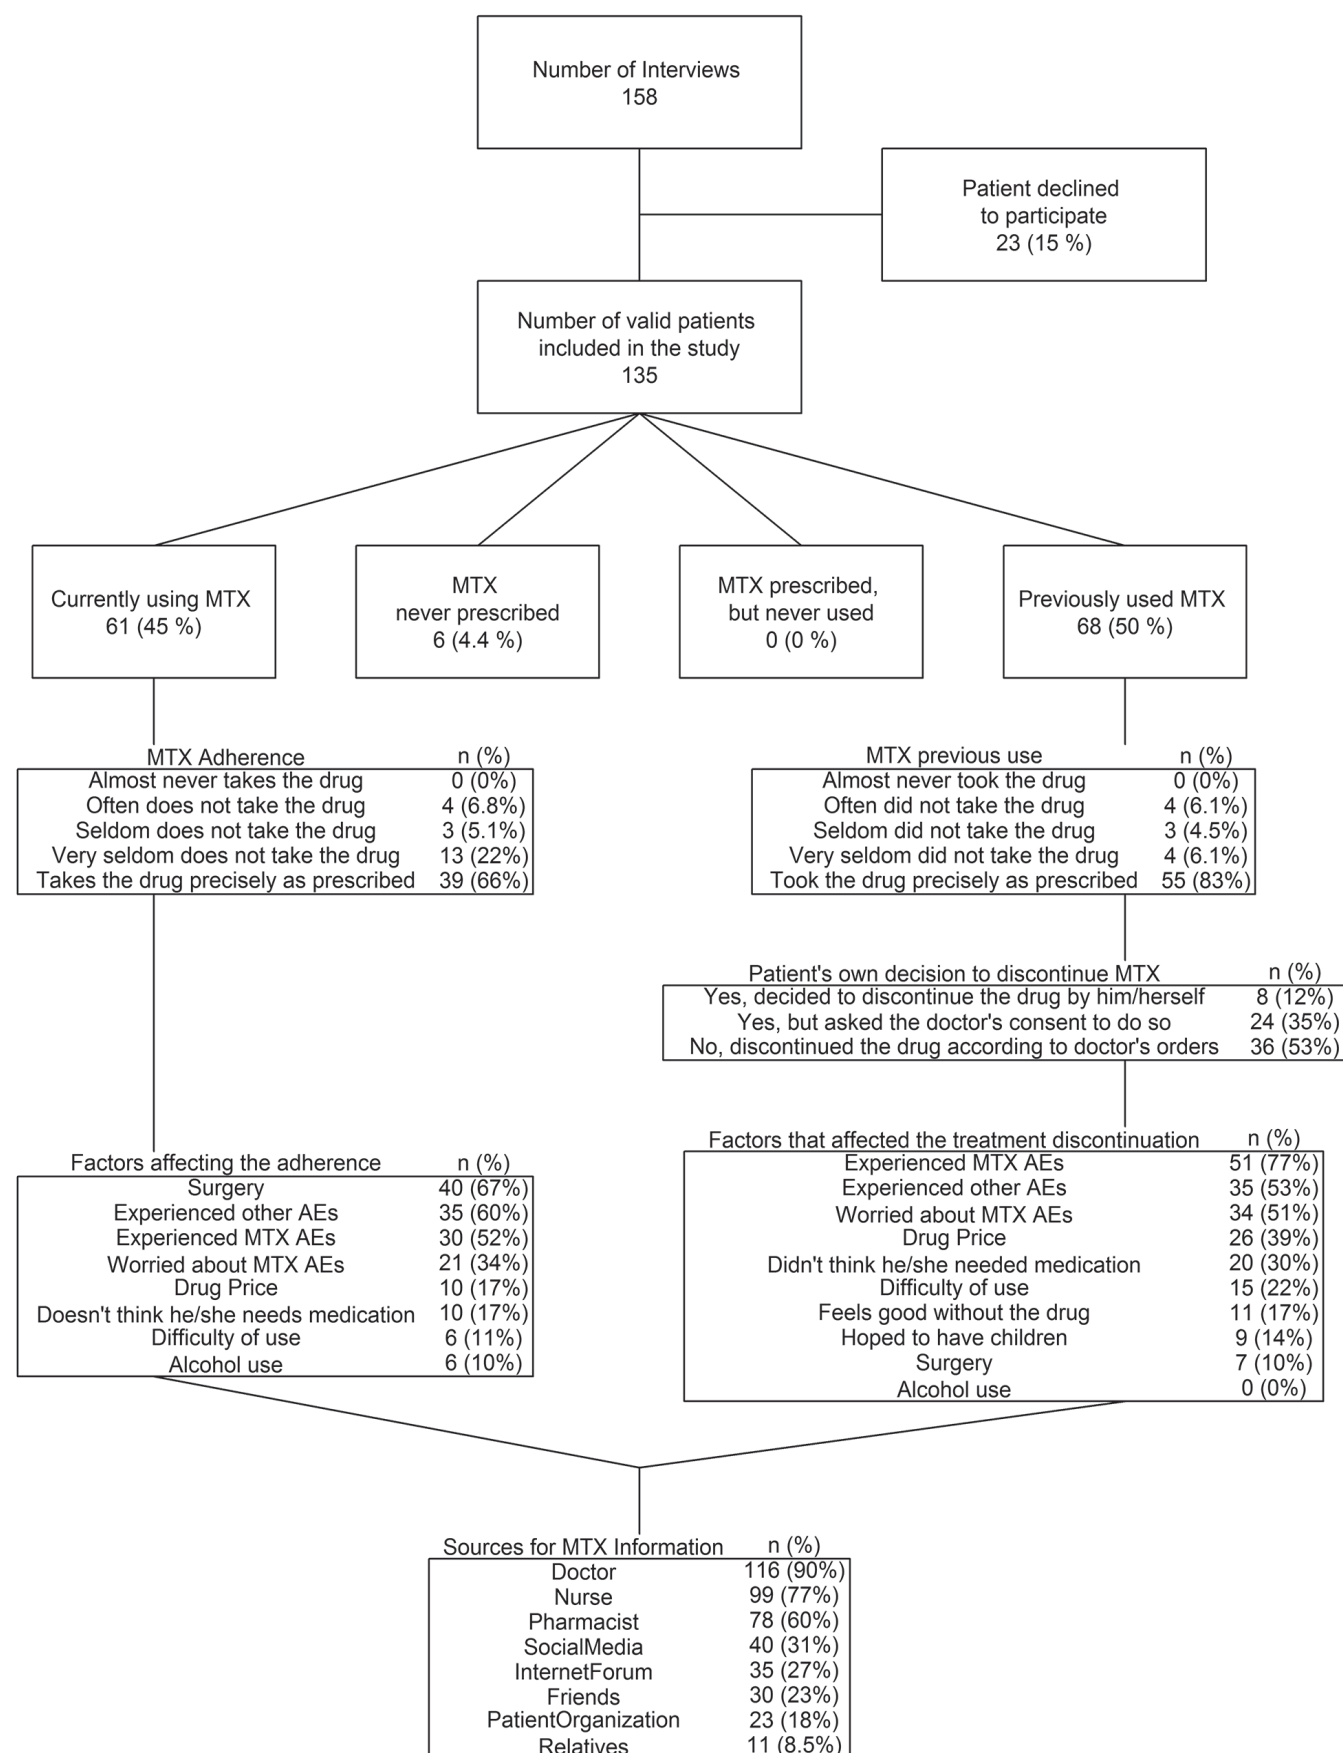 Number of Interviews
158
Patient declined
to participate
23 (15 %)
Number of valid patients
included in the study
135
Currently using MTX
61 (45 %)
MTX
never prescribed
6 (4.4 %)
MTX prescribed,
but never used
0 (0 %)
Previously used MTX
68 (50 %)
MTX Adherence n (%)
Almost never takes the drug 0 (0%)
Often does not take the drug 4 (6.8%)
Seldom does not take the drug 3 (5.1%)
Very seldom does not take the drug 13 (22%)
Takes the drug precisely as prescribed 39 (66%)
MTX previous use n (%)
Almost never took the drug 0 (0%)
Often did not take the drug 4 (6.1%)
Seldom did not take the drug 3 (4.5%)
Very seldom did not take the drug 4 (6.1%)
Took the drug precisely as prescribed 55 (83%)
Patient's own decision to discontinue MTX n (%)
Yes, decided to discontinue the drug by him/herself 8 (12%)
Yes, but asked the doctor's consent to do so 24 (35%)
No, discontinued the drug according to doctor's orders 36 (53%)
Factors affecting the adherence n (%)
Surgery 40 (67%)
Experienced other AEs 35 (60%)
Experienced MTX AEs 30 (52%)
Worried about MTX AEs 21 (34%)
Drug Price 10 (17%)
Doesn't think he/she needs medication 10 (17%)
Difficulty of use 6 (11%)
Alcohol use 6 (10%)
Factors that affected the treatment discontinuation n (%)
Experienced MTX AEs 51 (77%)
Experienced other AEs 35 (53%)
Worried about MTX AEs 34 (51%)
Drug Price 26 (39%)
Didn't think he/she needed medication 20 (30%)
Difficulty of use 15 (22%)
Feels good without the drug 11 (17%)
Hoped to have children 9 (14%)
Surgery 7 (10%)
Alcohol use 0 (0%)
Sources for MTX Information n (%)
Doctor 116 (90%)
Nurse 99 (77%)
Pharmacist 78 (60%)
SocialMedia 40 (31%)
InternetForum 35 (27%)
Friends 30 (23%)
PatientOrganization 23 (18%)
Relatives 11 (8.5%)